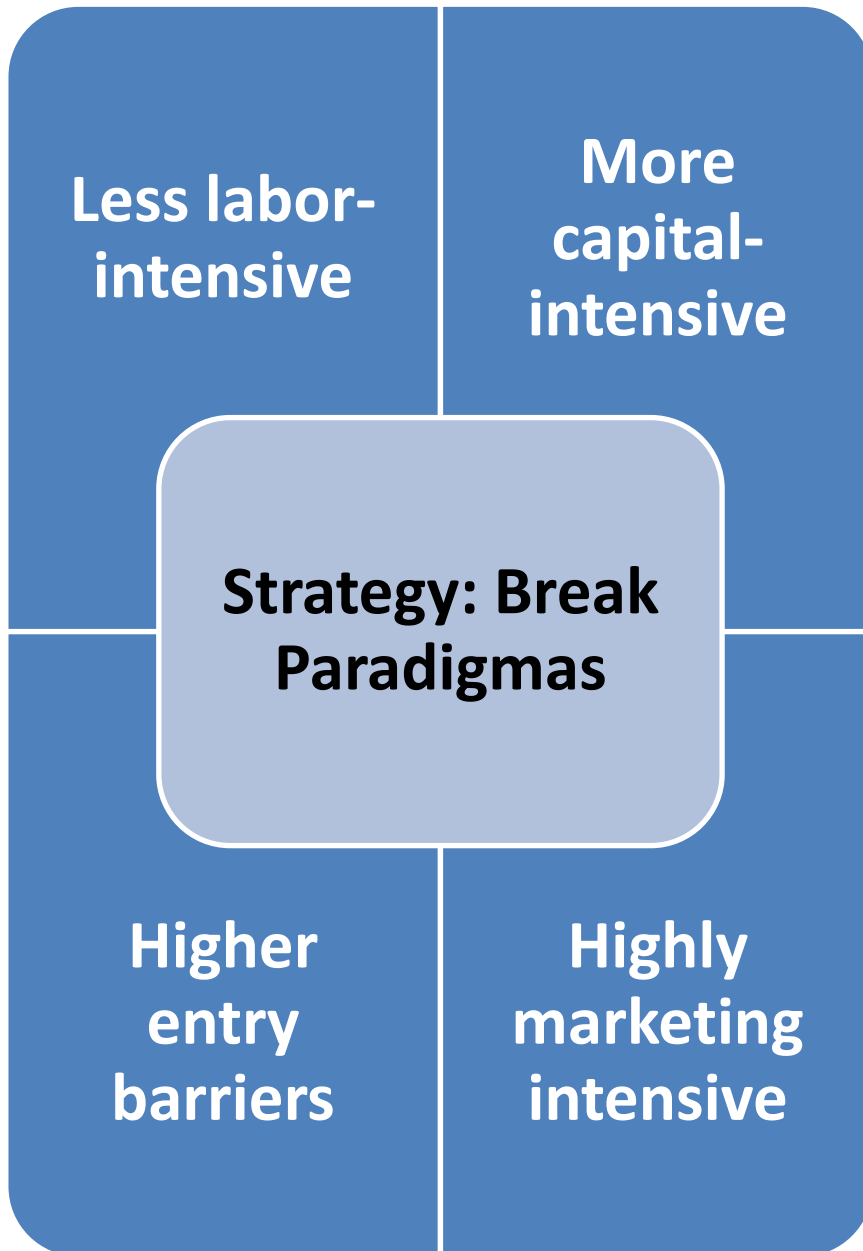 Less labor-
intensive
More
capital-
intensive
Strategy: Break
Paradigmas
Higher
entry
barriers
Highly
marketing
intensive